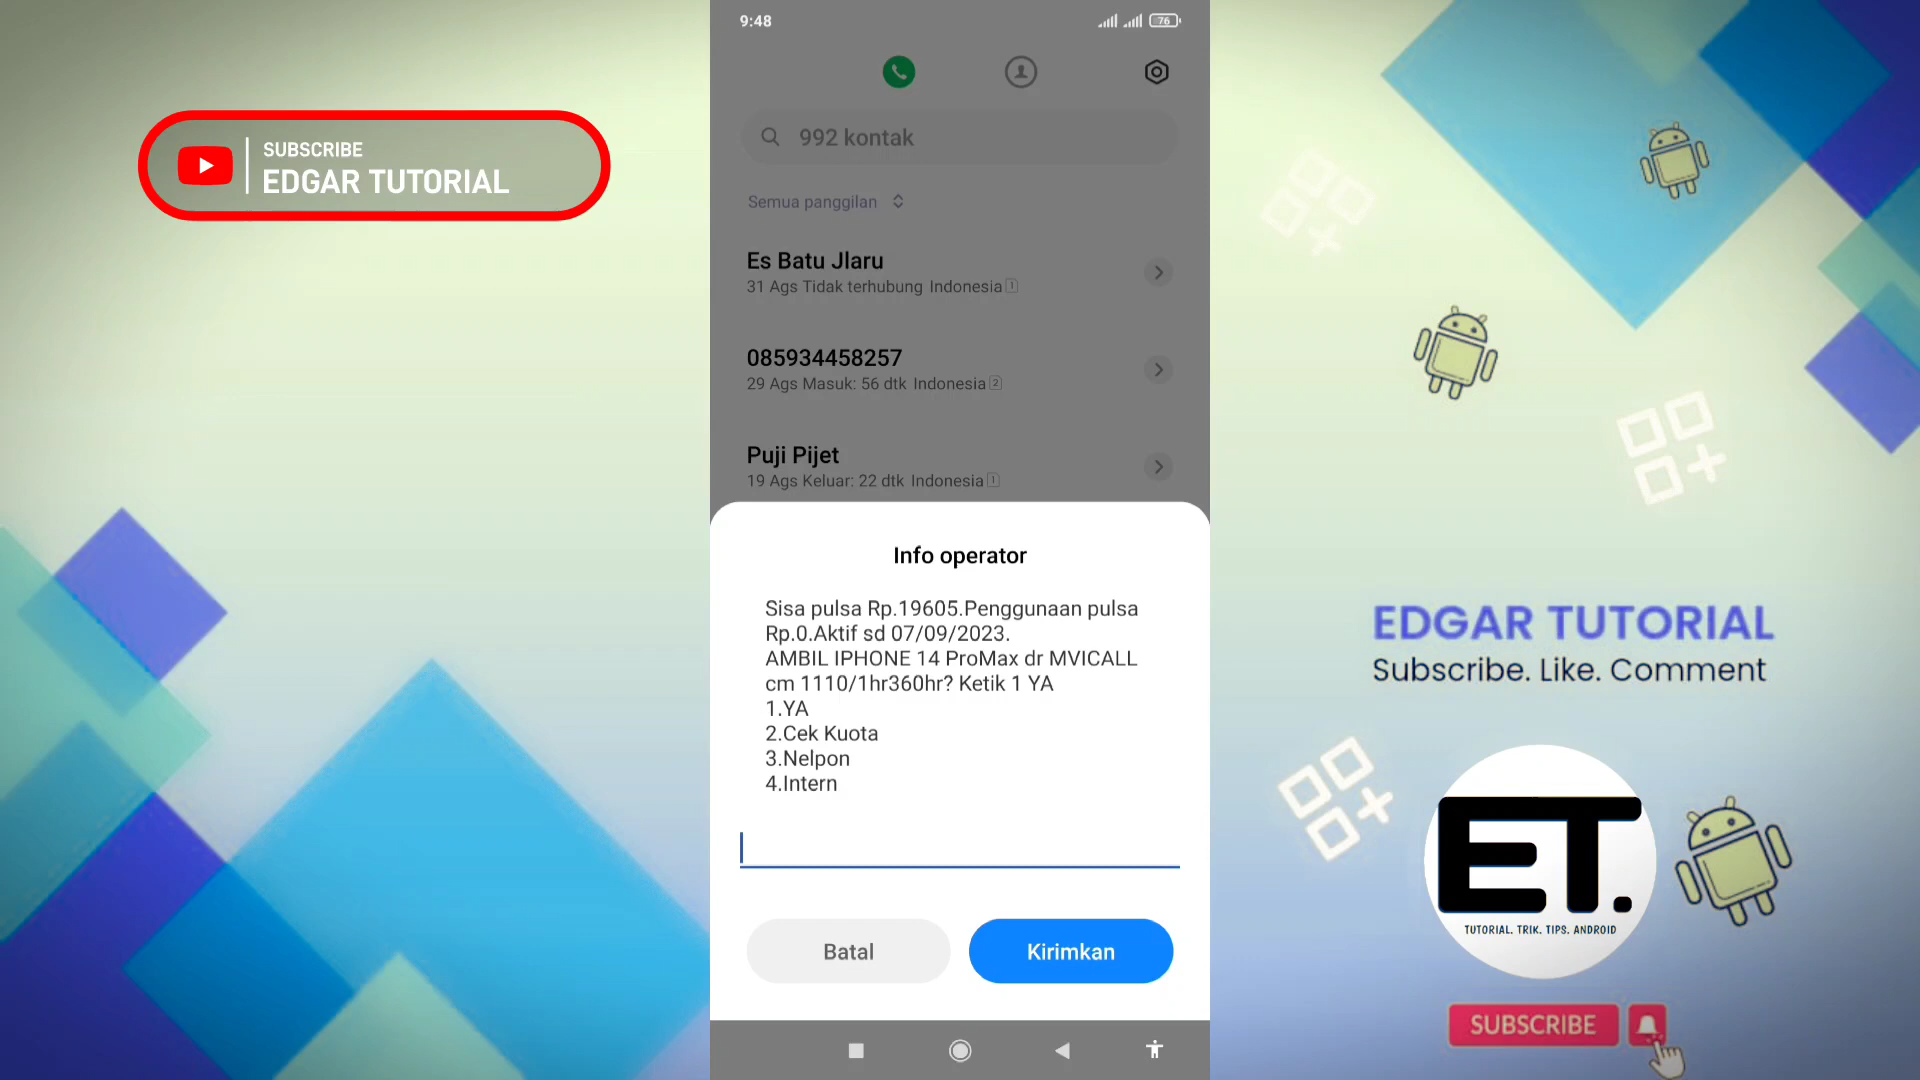 SUBSCRIBE
EDGAR TUTORIAL
9:48
76
992 kontak
Semua panggilan
Es Batu Jlaru
31 Ags Tidak terhubung Indonesia 1
085934458257
29 Ags Masuk: 56 dtk Indonesia 2
Puji Pijet
19 Ags Keluar: 22 dtk Indonesia 1
Info operator
Sisa pulsa Rp.19605.Penggunaan pulsa
Rp.0.Aktif sd 07/09/2023.
AMBIL IPHONE 14 ProMax dr MVICALL
cm 1110/1hr360hr? Ketik 1 YA
1.YA
2.Cek Kuota
3.Nelpon
4.Intern
Batal
Kirimkan
EDGAR TUTORIAL
Subscribe. Like. Comment
ET.
TUTORIAL. TRIK. TIPS. ANDROID
SUBSCRIBE